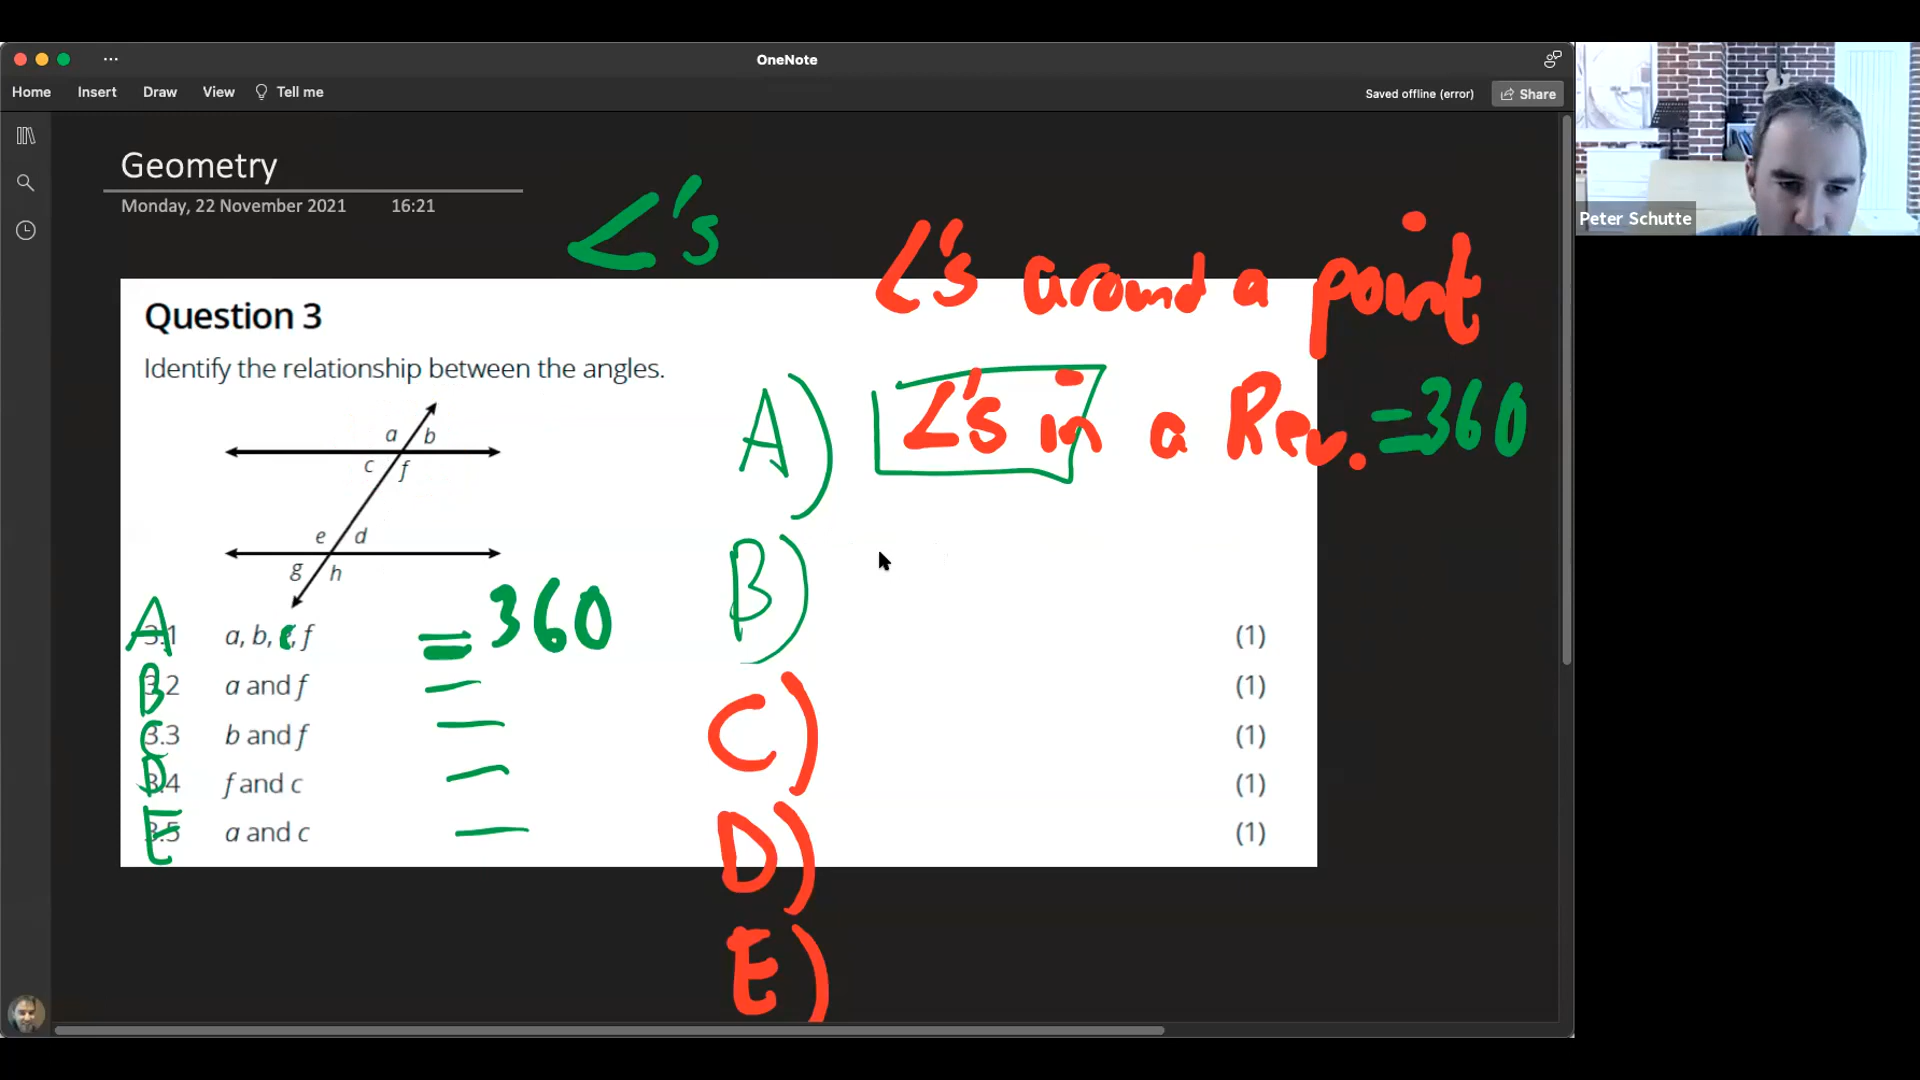 OneNote
Home Insert Draw View Tell me
Saved offline (error) Share
Geometry
Monday, 22 November 2021 16:21
∠'s
∠'s around a point
Peter Schutte
Question 3
Identify the relationship between the angles.
A) ∠'s in a Rev. = 360
a b
c f
e d
g h
B)
A 3.1 a, b, c, f = 360 (1)
B 3.2 a and f — (1)
C 3.3 b and f — (1)
D 3.4 f and c — (1)
E 3.5 a and c — (1)
C)
D)
E)